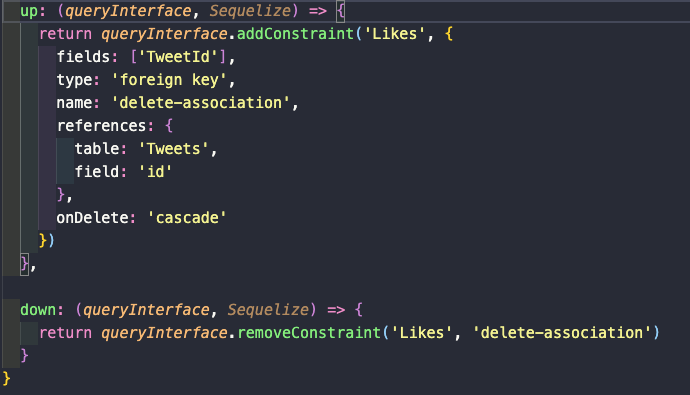 up: (queryInterface, Sequelize) => {
return queryInterface.addConstraint('Likes', {
fields: ['TweetId'],
type: 'foreign key',
name: 'delete-association',
references: {
table: 'Tweets',
field: 'id'
},
onDelete: 'cascade'
})
},
down: (queryInterface, Sequelize) => {
return queryInterface.removeConstraint('Likes', 'delete-association')
}
}